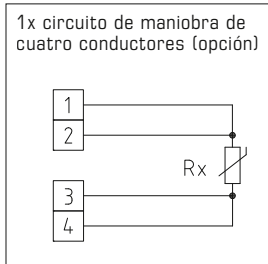 1x circuito de maniobra de
cuatro conductores (opción)
1
2
Rx
3
4